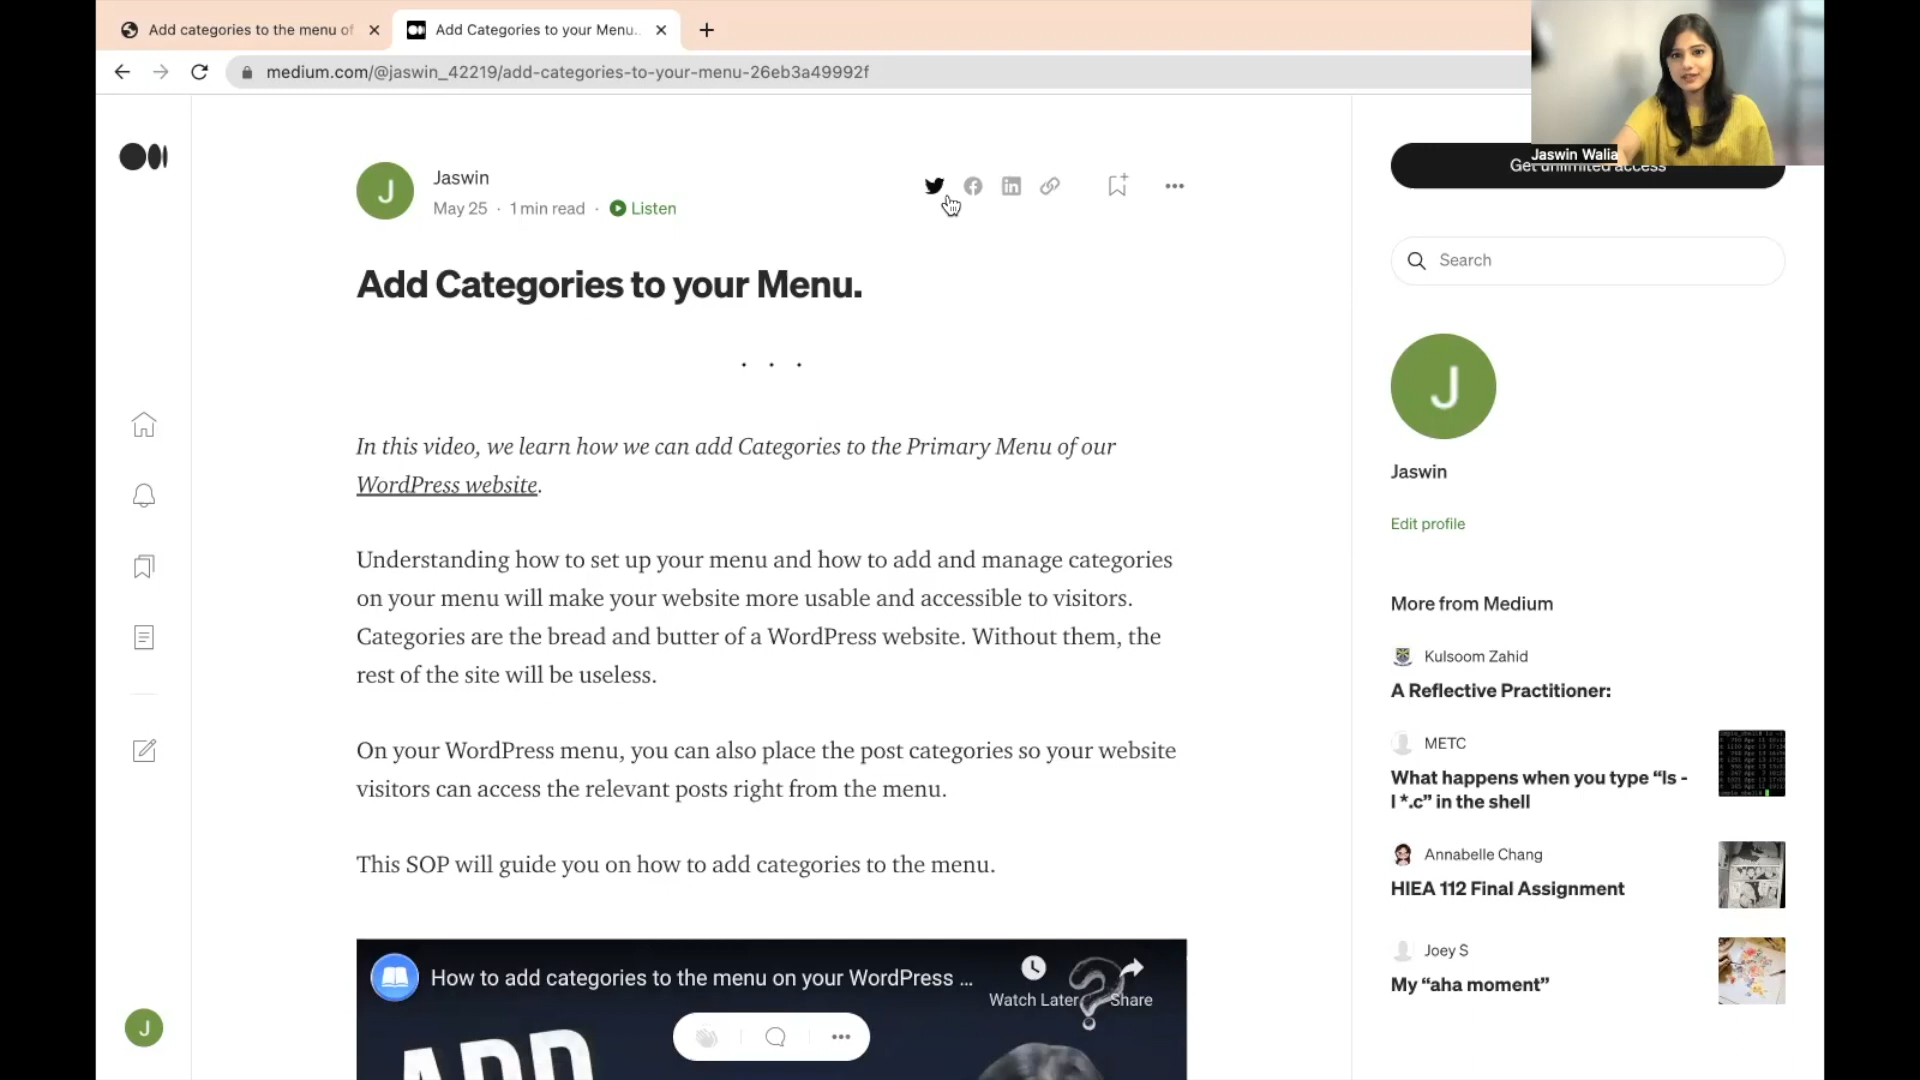 Add categories to the menu of
Add Categories to your Menu.
medium.com/@jaswin_42219/add-categories-to-your-menu-26eb3a49992f
Jaswin Walia
Get unlimited access
J
Jaswin
May 25 · 1 min read · Listen
Search
Add Categories to your Menu.
. . .
In this video, we learn how we can add Categories to the Primary Menu of our
WordPress website.
Understanding how to set up your menu and how to add and manage categories
on your menu will make your website more usable and accessible to visitors.
Categories are the bread and butter of a WordPress website. Without them, the
rest of the site will be useless.
On your WordPress menu, you can also place the post categories so your website
visitors can access the relevant posts right from the menu.
This SOP will guide you on how to add categories to the menu.
How to add categories to the menu on your WordPress ...
Watch Later
Share
ADD
J
J
Jaswin
Edit profile
More from Medium
Kulsoom Zahid
A Reflective Practitioner:
METC
What happens when you type “ls -
l *.c” in the shell
Annabelle Chang
HIEA 112 Final Assignment
Joey S
My “aha moment”